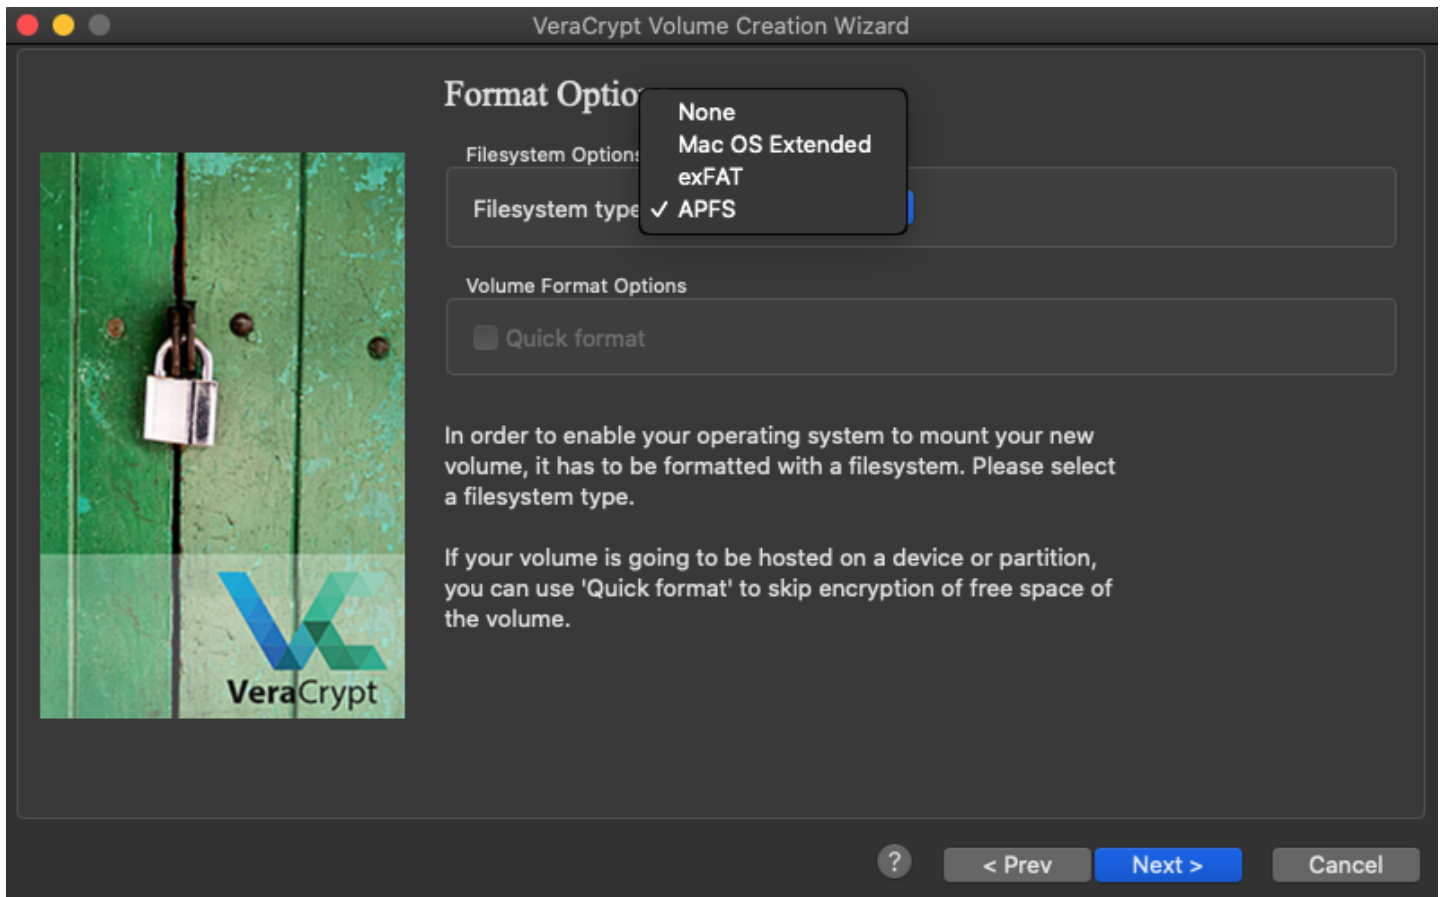 VeraCrypt Volume Creation Wizard
Format Optio
None
Mac OS Extended
exFAT
✓ APFS
Filesystem Options
Filesystem type
Volume Format Options
Quick format
In order to enable your operating system to mount your new
volume, it has to be formatted with a filesystem. Please select
a filesystem type.
If your volume is going to be hosted on a device or partition,
you can use 'Quick format' to skip encryption of free space of
the volume.
VeraCrypt
?
< Prev
Next >
Cancel